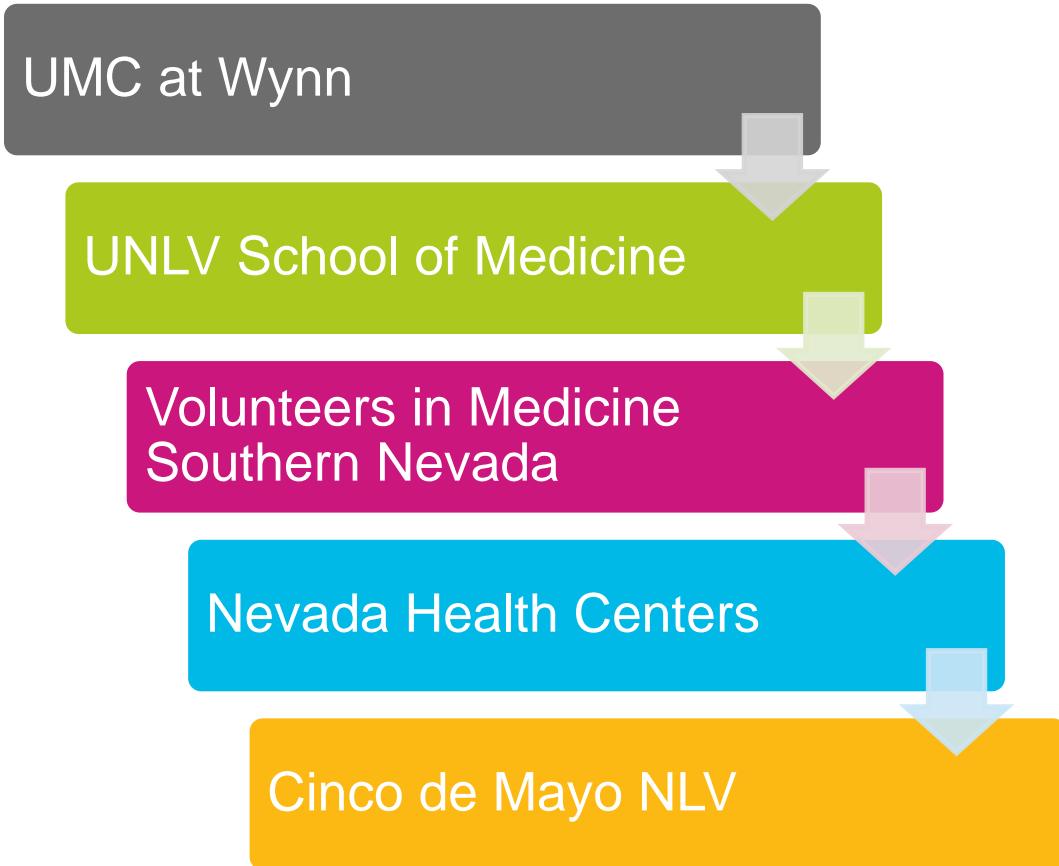 UMC at Wynn
UNLV School of Medicine
Volunteers in Medicine
Southern Nevada
Nevada Health Centers
Cinco de Mayo NLV